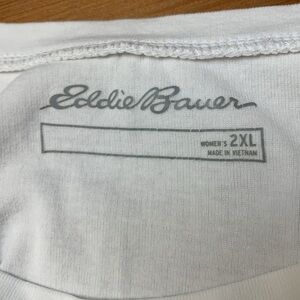 Eddie Bauer
WOMEN'S 2XL
MADE IN VIETNAM